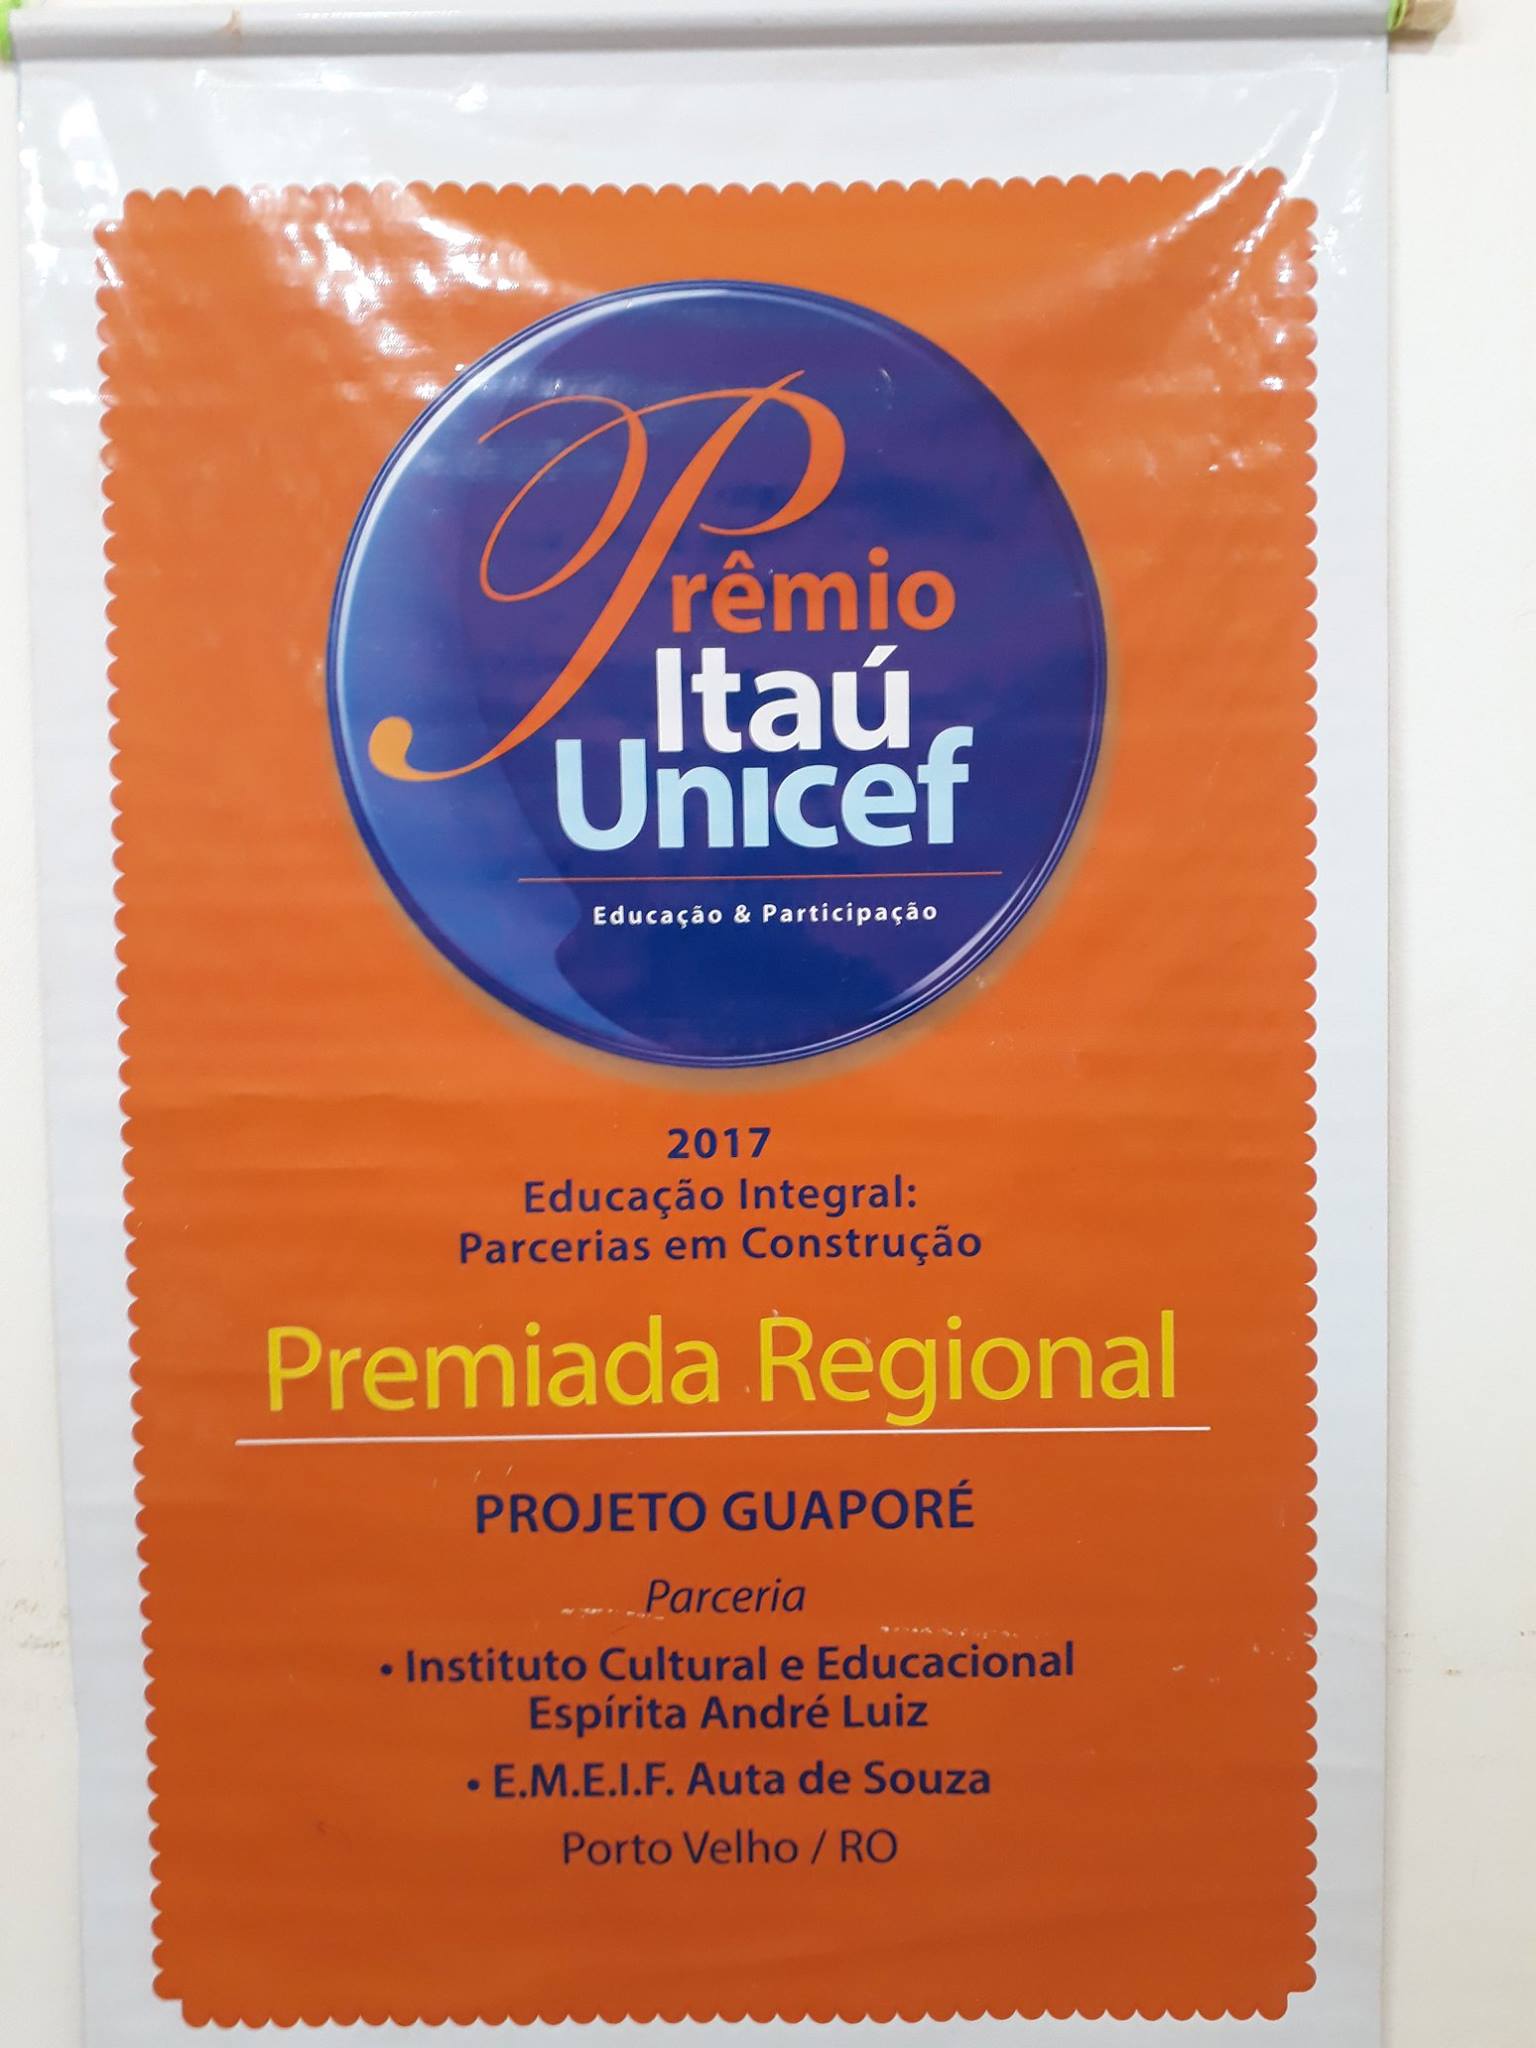 Prêmio
Itaú
Unicef
Educação & Participação
2017
Educação Integral:
Parcerias em Construção
Premiada Regional
PROJETO GUAPORÉ
Parceria
• Instituto Cultural e Educacional
Espírita André Luiz
• E.M.E.I.F. Auta de Souza
Porto Velho / RO